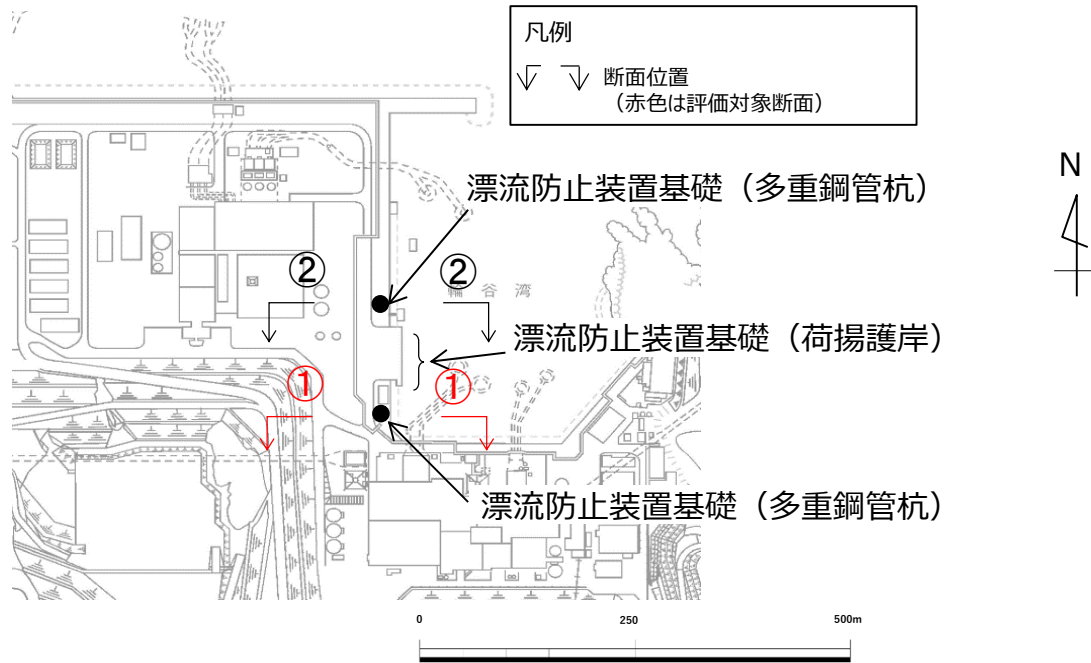 凡例
断面位置
（赤色は評価対象断面）
N
漂流防止装置基礎（多重鋼管杭）
②
②
輪谷湾
漂流防止装置基礎（荷揚護岸）
①
①
漂流防止装置基礎（多重鋼管杭）
0 250 500m